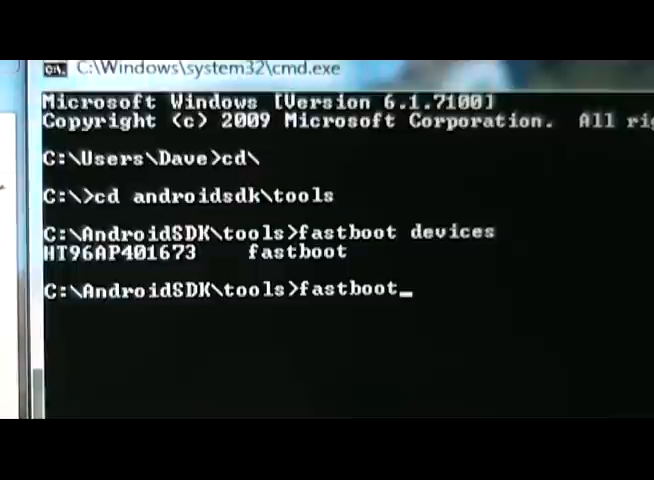 C:\Windows\system32\cmd.exe
Microsoft Windows [Version 6.1.7100]
Copyright (c) 2009 Microsoft Corporation. All rig
C:\Users\Dave>cd\
C:\>cd androidsdk\tools
C:\AndroidSDK\tools>fastboot devices
HT96AP401673 fastboot
C:\AndroidSDK\tools>fastboot_